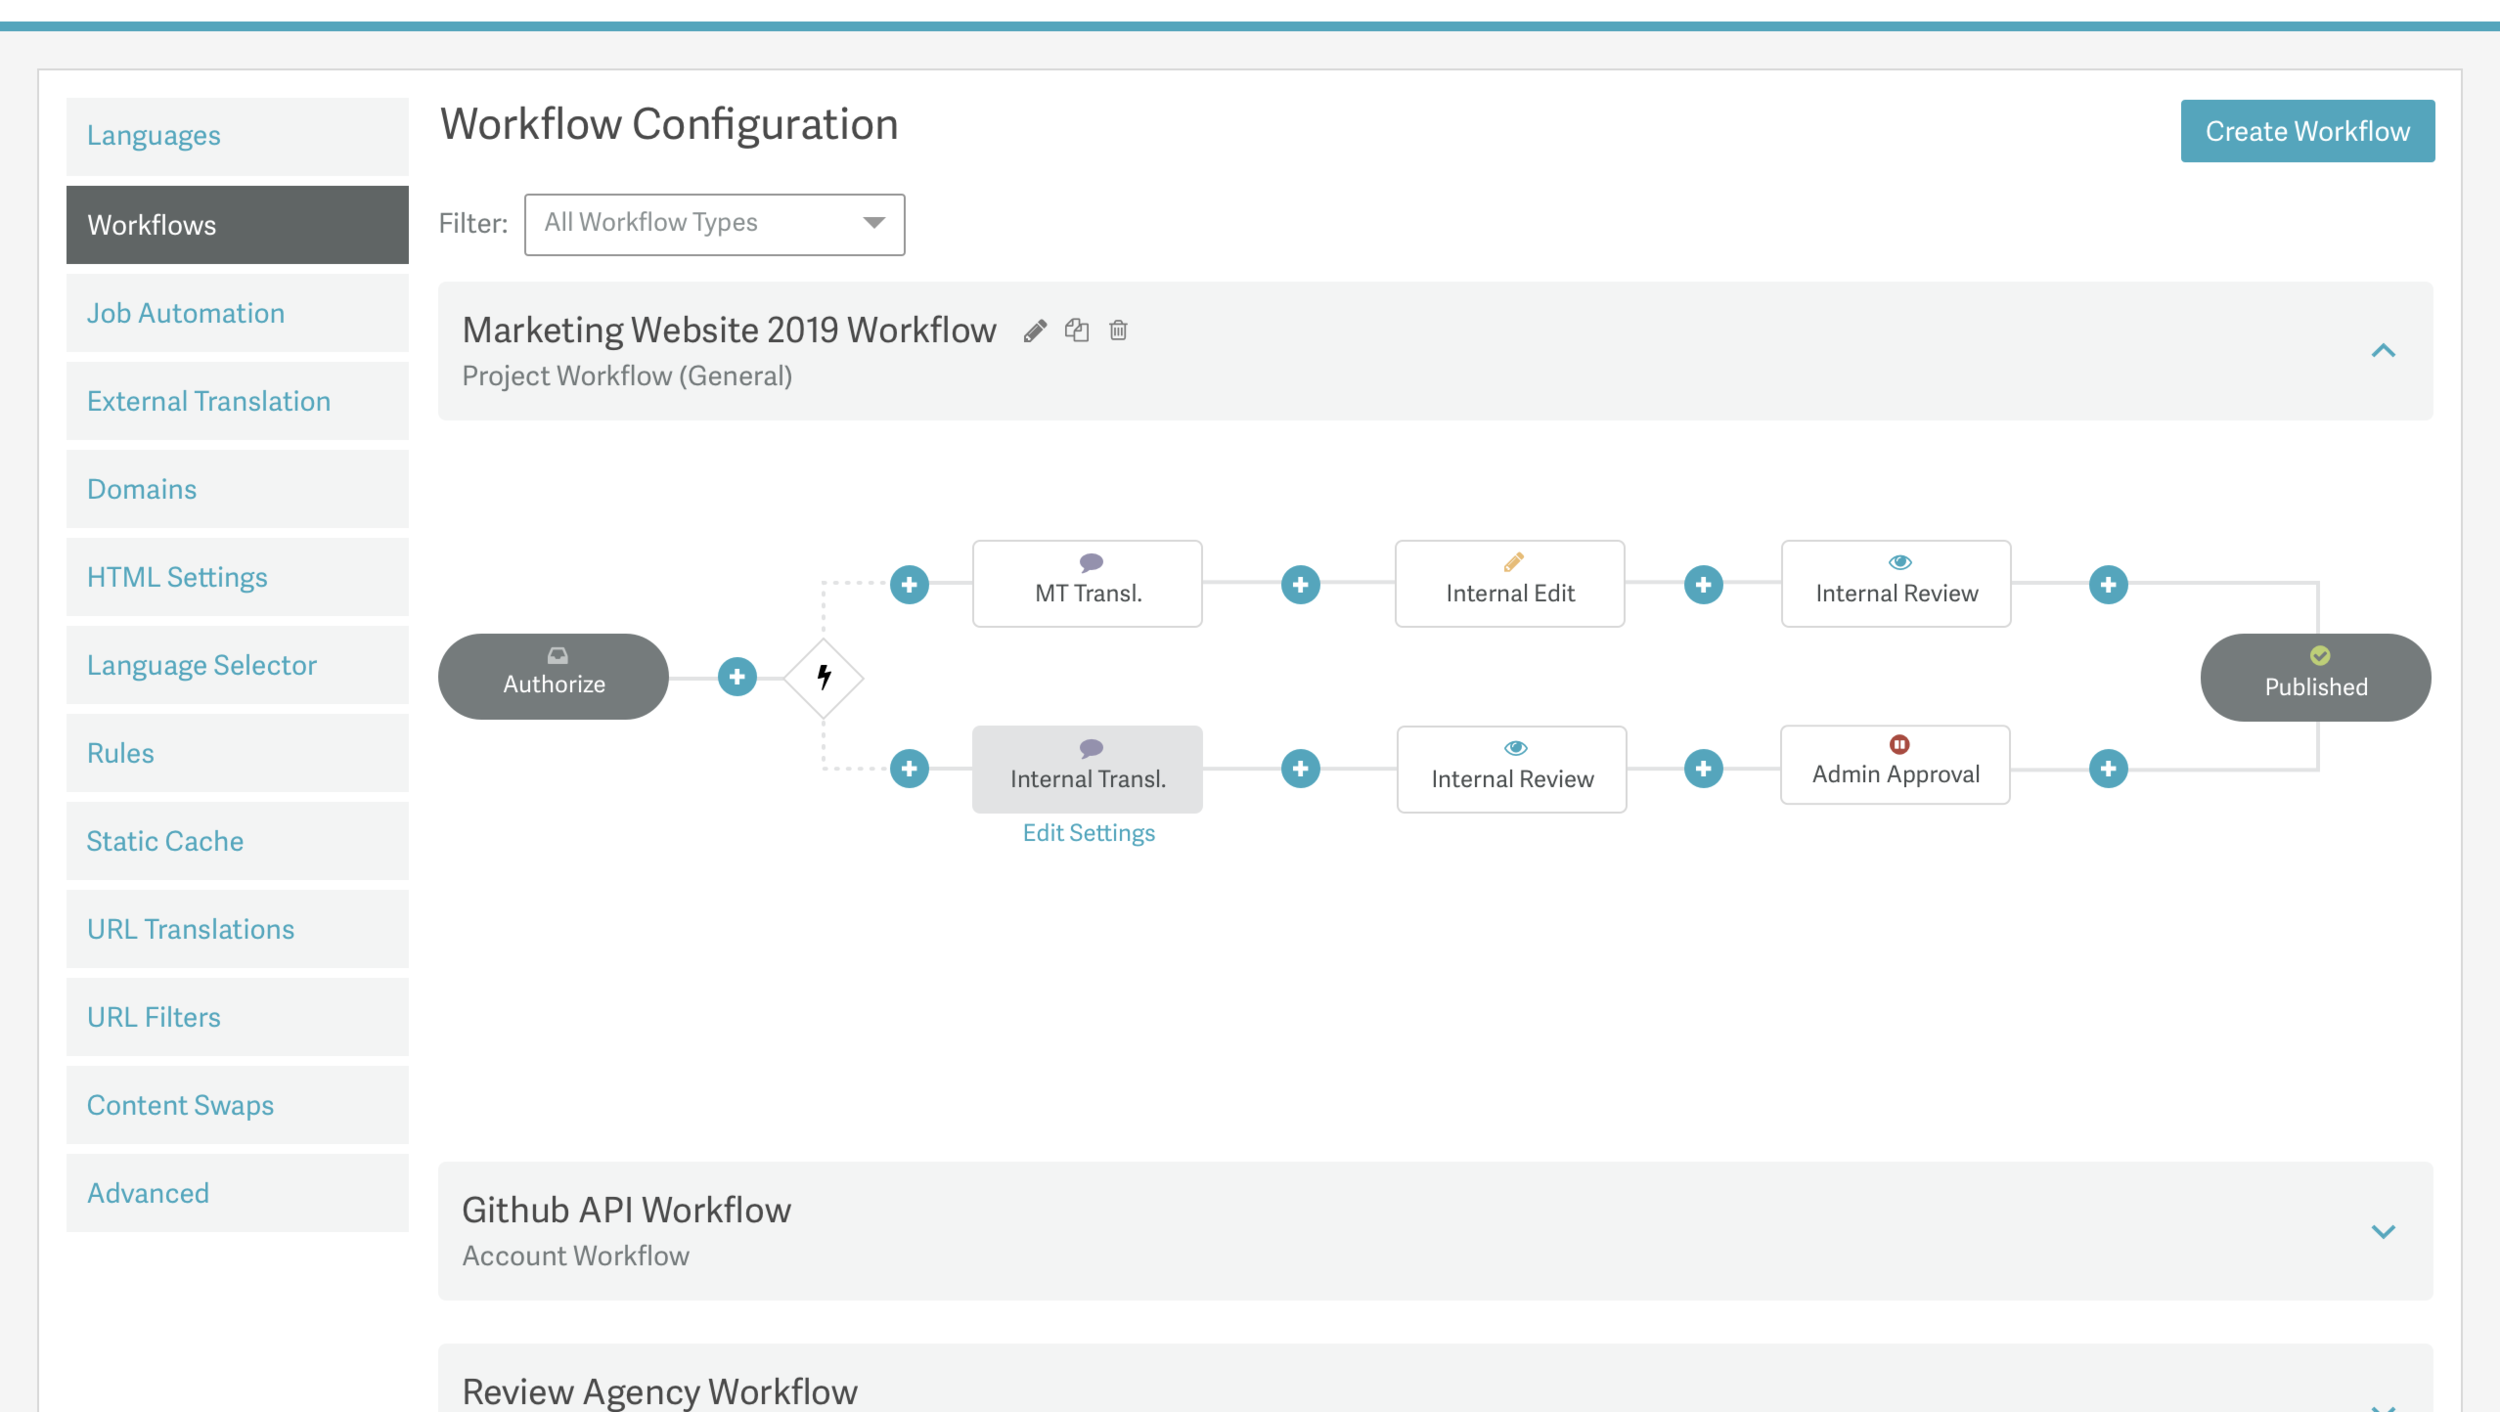 Languages
Workflows
Job Automation
External Translation
Domains
HTML Settings
Language Selector
Rules
Static Cache
URL Translations
URL Filters
Content Swaps
Advanced
Workflow Configuration
Create Workflow
Filter:
All Workflow Types
Marketing Website 2019 Workflow
Project Workflow (General)
Authorize
MT Transl.
Internal Edit
Internal Review
Internal Transl.
Edit Settings
Internal Review
Admin Approval
Published
Github API Workflow
Account Workflow
Review Agency Workflow